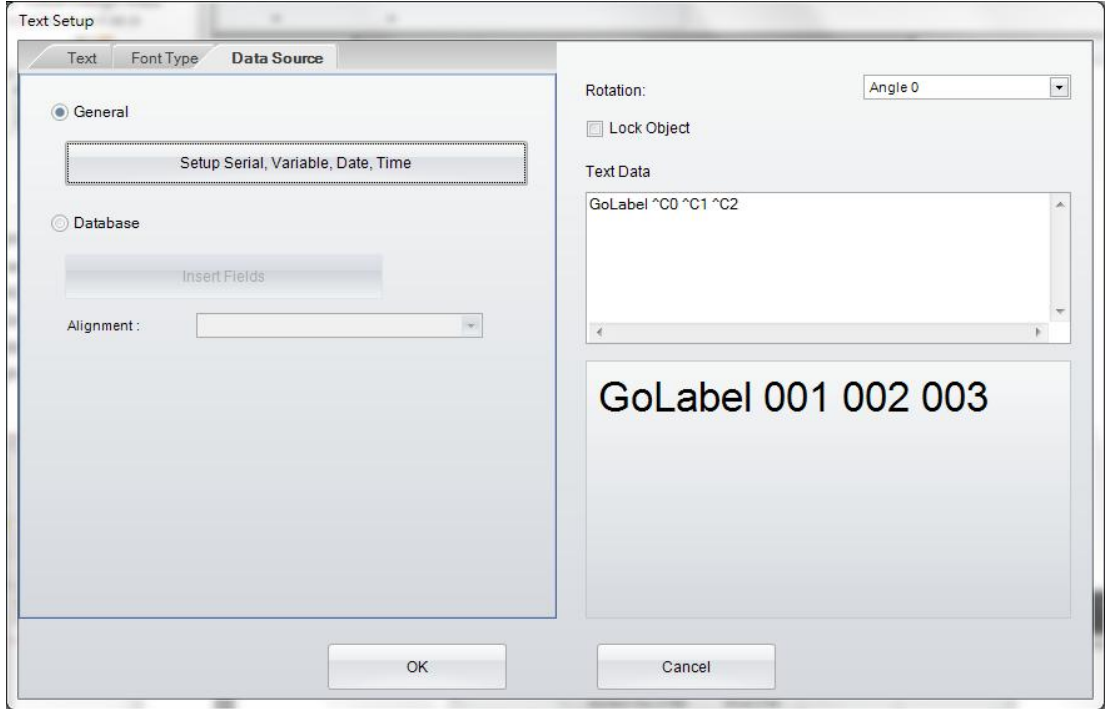 Text Setup
Text
Font Type
Data Source
General
Setup Serial, Variable, Date, Time
Database
Insert Fields
Alignment :
Rotation:
Angle 0
Lock Object
Text Data
GoLabel ^C0 ^C1 ^C2
GoLabel 001 002 003
OK
Cancel